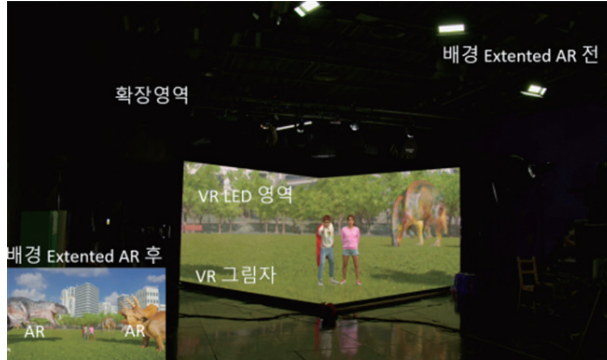 배경 Extented AR 전
확장영역
VR LED 영역
배경 Extented AR 후
VR 그림자
AR
AR